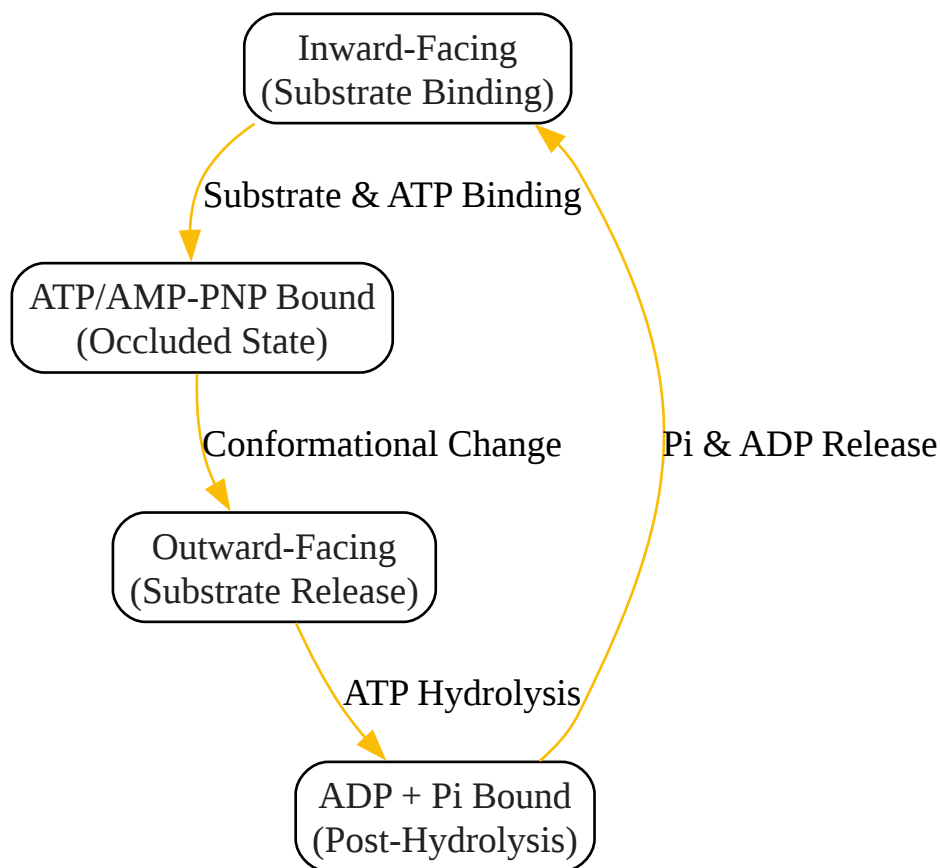 Inward-Facing
(Substrate Binding)
Substrate & ATP Binding
ATP/AMP-PNP Bound
(Occluded State)
Conformational Change
Pi & ADP Release
Outward-Facing
(Substrate Release)
ATP Hydrolysis
ADP + Pi Bound
(Post-Hydrolysis)